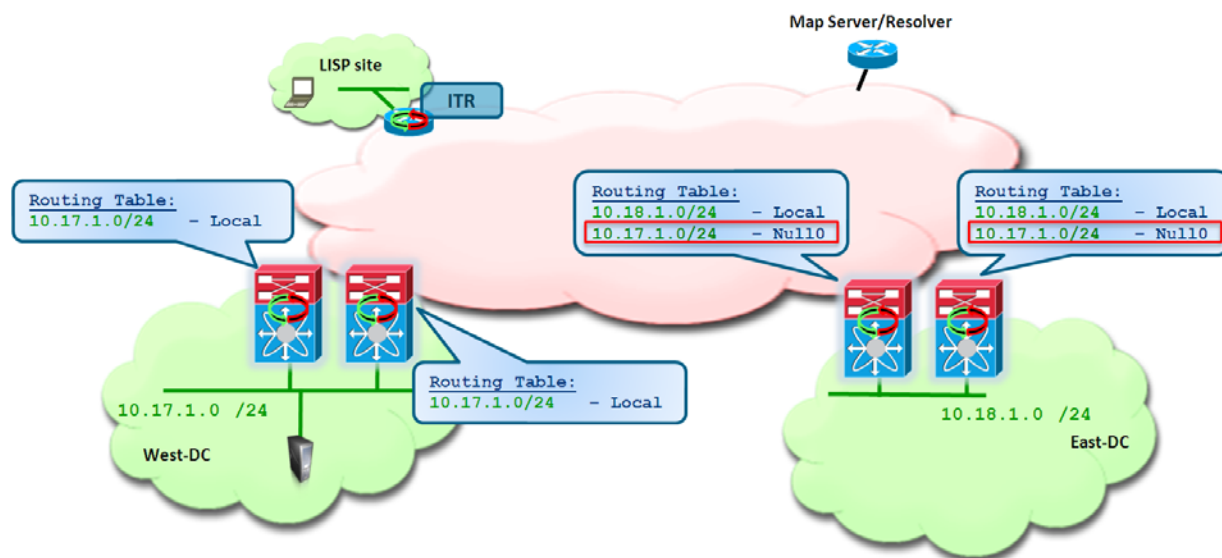 Map Server/Resolver
LISP site
ITR
Routing Table:
10.17.1.0/24 – Local
Routing Table:
10.18.1.0/24 – Local
10.17.1.0/24 – Null0
Routing Table:
10.18.1.0/24 – Local
10.17.1.0/24 – Null0
Routing Table:
10.17.1.0/24 – Local
10.17.1.0 /24
West-DC
10.18.1.0 /24
East-DC